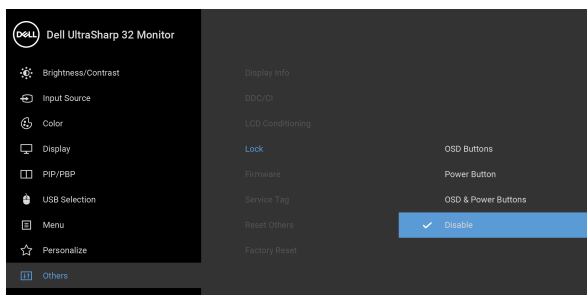 DELL Dell UltraSharp 32 Monitor
Brightness/Contrast
Input Source
Color
Display
PIP/PBP
USB Selection
Menu
Personalize
Others
Display Info
DDC/CI
LCD Conditioning
Lock
Firmware
Service Tag
Reset Others
Factory Reset
OSD Buttons
Power Button
OSD & Power Buttons
Disable